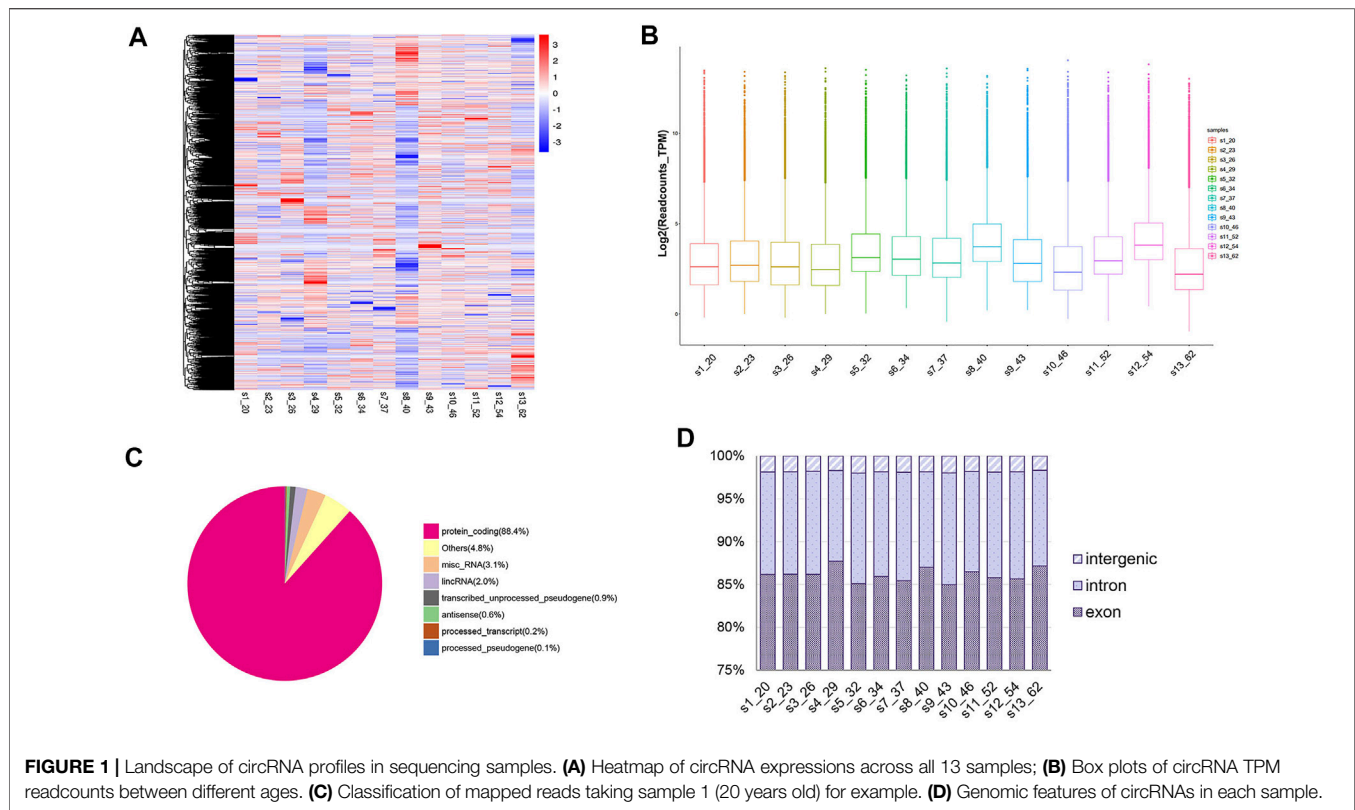 A
3
2
1
0
-1
-2
-3
s1_20
s2_23
s3_26
s4_29
s5_32
s6_34
s7_37
s8_40
s9_43
s10_46
s11_52
s12_54
s13_62
B
Log2(Readcounts_TPM)
10
5
0
s1_20
s2_23
s3_26
s4_29
s5_32
s6_34
s7_37
s8_40
s9_43
s10_46
s11_52
s12_54
s13_62
samples
s1_20
s2_23
s3_26
s4_29
s5_32
s6_34
s7_37
s8_40
s9_43
s10_46
s11_52
s12_54
s13_62
C
protein_coding(88.4%)
Others(4.8%)
misc_RNA(3.1%)
lincRNA(2.0%)
transcribed_unprocessed_pseudogene(0.9%)
antisense(0.6%)
processed_transcript(0.2%)
processed_pseudogene(0.1%)
D
100%
95%
90%
85%
80%
75%
s1_20
s2_23
s3_26
s4_29
s5_32
s6_34
s7_37
s8_40
s9_43
s10_46
s11_52
s12_54
s13_62
intergenic
intron
exon
FIGURE 1 | Landscape of circRNA profiles in sequencing samples. (A) Heatmap of circRNA expressions across all 13 samples; (B) Box plots of circRNA TPM
readcounts between different ages. (C) Classification of mapped reads taking sample 1 (20 years old) for example. (D) Genomic features of circRNAs in each sample.